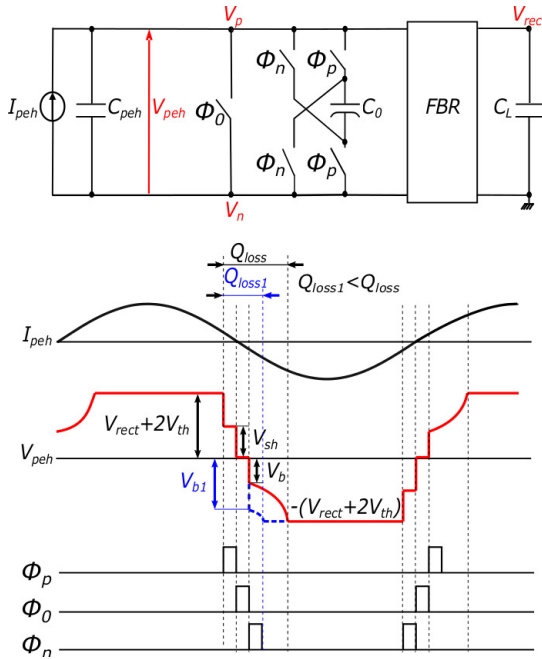 V_p
V_rec
I_peh
C_peh
V_peh
Φ_0
Φ_n
Φ_p
C_0
FBR
C_L
Φ_n
Φ_p
V_n
Q_loss
Q_loss1
Q_loss1<Q_loss
I_peh
V_rect+2V_th
V_sh
V_peh
V_b
V_b1
-(V_rect+2V_th)
Φ_p
Φ_0
Φ_n